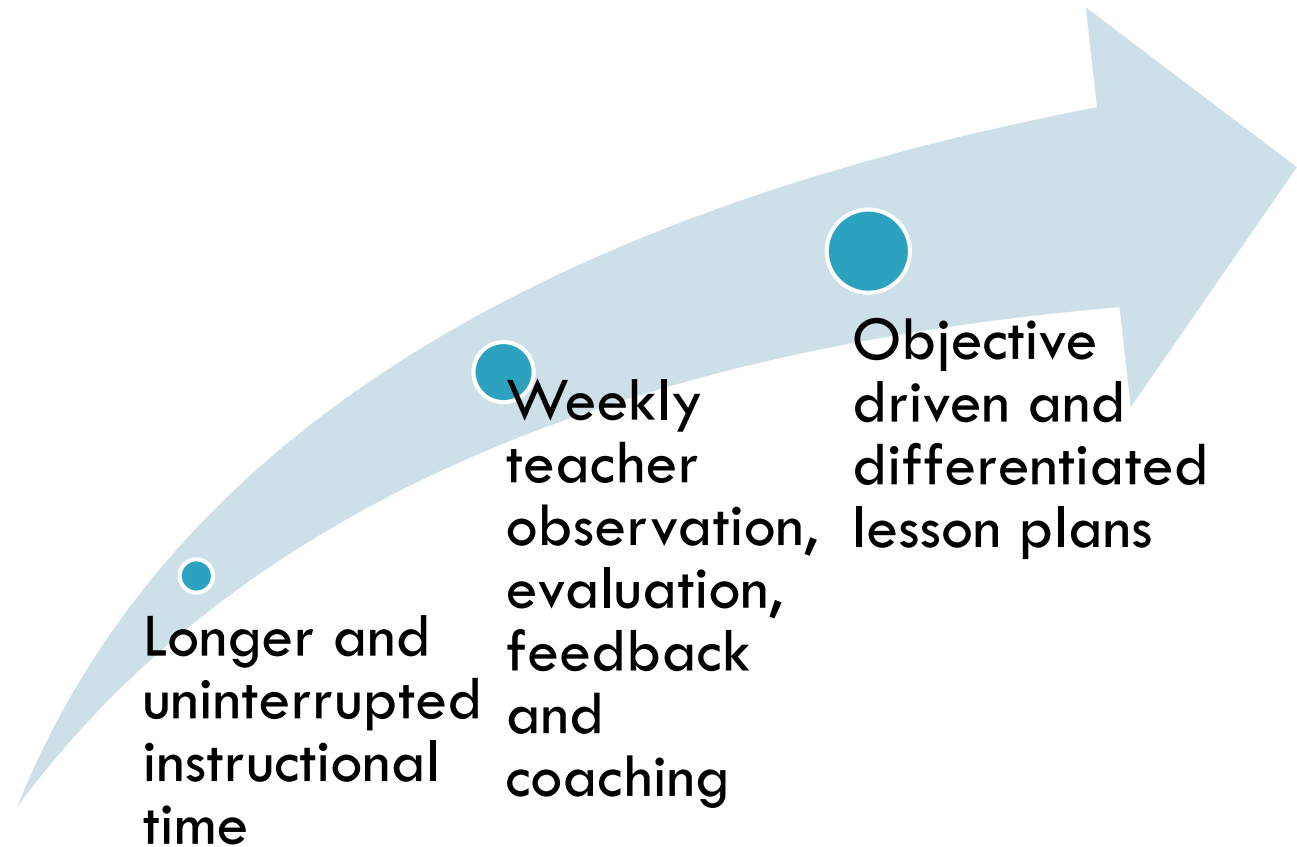 Longer and
uninterrupted
instructional
time
Weekly
teacher
observation,
evaluation,
feedback
and
coaching
Objective
driven and
differentiated
lesson plans